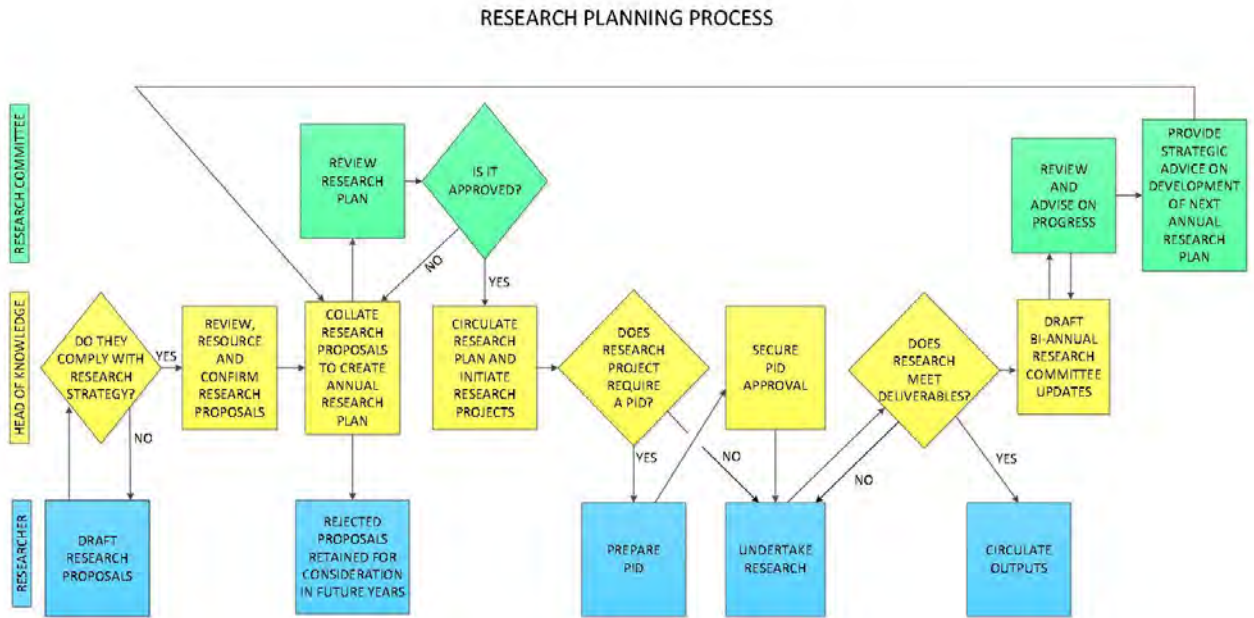 RESEARCH PLANNING PROCESS
RESEARCH COMMITTEE
REVIEW
RESEARCH
PLAN
IS IT
APPROVED?
REVIEW
AND
ADVISE ON
PROGRESS
PROVIDE
STRATEGIC
ADVICE ON
DEVELOPMENT
OF NEXT
ANNUAL
RESEARCH
PLAN
NO
YES
HEAD OF KNOWLEDGE
DO THEY
COMPLY WITH
RESEARCH
STRATEGY?
YES
NO
REVIEW,
RESOURCE
AND
CONFIRM
RESEARCH
PROPOSALS
COLLATE
RESEARCH
PROPOSALS
TO CREATE
ANNUAL
RESEARCH
PLAN
CIRCULATE
RESEARCH
PLAN AND
INITIATE
RESEARCH
PROJECTS
DOES
RESEARCH
PROJECT
REQUIRE
A PID?
YES
NO
SECURE
PID
APPROVAL
DOES
RESEARCH
MEET
DELIVERABLES?
NO
YES
DRAFT
BI-ANNUAL
RESEARCH
COMMITTEE
UPDATES
RESEARCHER
DRAFT
RESEARCH
PROPOSALS
REJECTED
PROPOSALS
RETAINED FOR
CONSIDERATION
IN FUTURE YEARS
PREPARE
PID
UNDERTAKE
RESEARCH
CIRCULATE
OUTPUTS